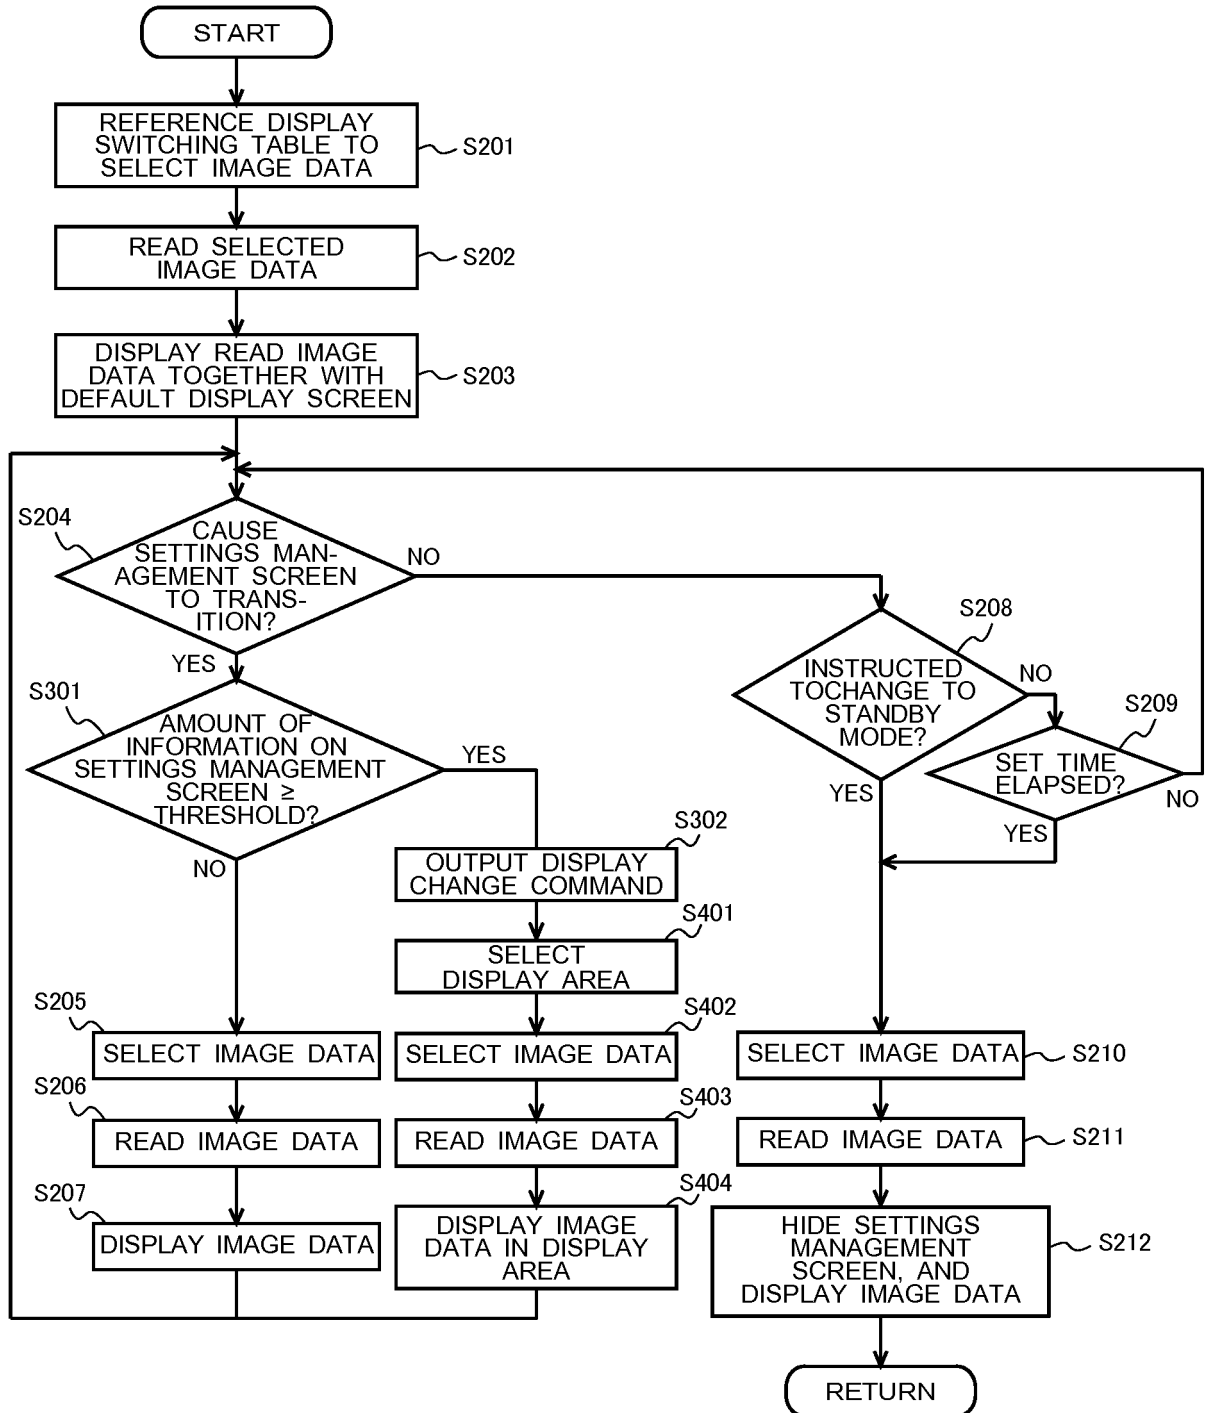 START
REFERENCE DISPLAY
SWITCHING TABLE TO
SELECT IMAGE DATA
S201
READ SELECTED
IMAGE DATA
S202
DISPLAY READ IMAGE
DATA TOGETHER WITH
DEFAULT DISPLAY SCREEN
S203
S204
CAUSE
SETTINGS MAN-
AGEMENT SCREEN
TO TRANS-
ITION?
NO
YES
S208
INSTRUCTED
TOCHANGE TO
STANDBY
MODE?
NO
YES
S209
SET TIME
ELAPSED?
NO
YES
S301
AMOUNT OF
INFORMATION ON
SETTINGS MANAGEMENT
SCREEN ≥
THRESHOLD?
YES
NO
S302
OUTPUT DISPLAY
CHANGE COMMAND
S401
SELECT
DISPLAY AREA
S205
SELECT IMAGE DATA
S402
SELECT IMAGE DATA
SELECT IMAGE DATA
S210
S206
READ IMAGE DATA
S403
READ IMAGE DATA
READ IMAGE DATA
S211
S207
DISPLAY IMAGE DATA
S404
DISPLAY IMAGE
DATA IN DISPLAY
AREA
HIDE SETTINGS
MANAGEMENT
SCREEN, AND
DISPLAY IMAGE DATA
S212
RETURN